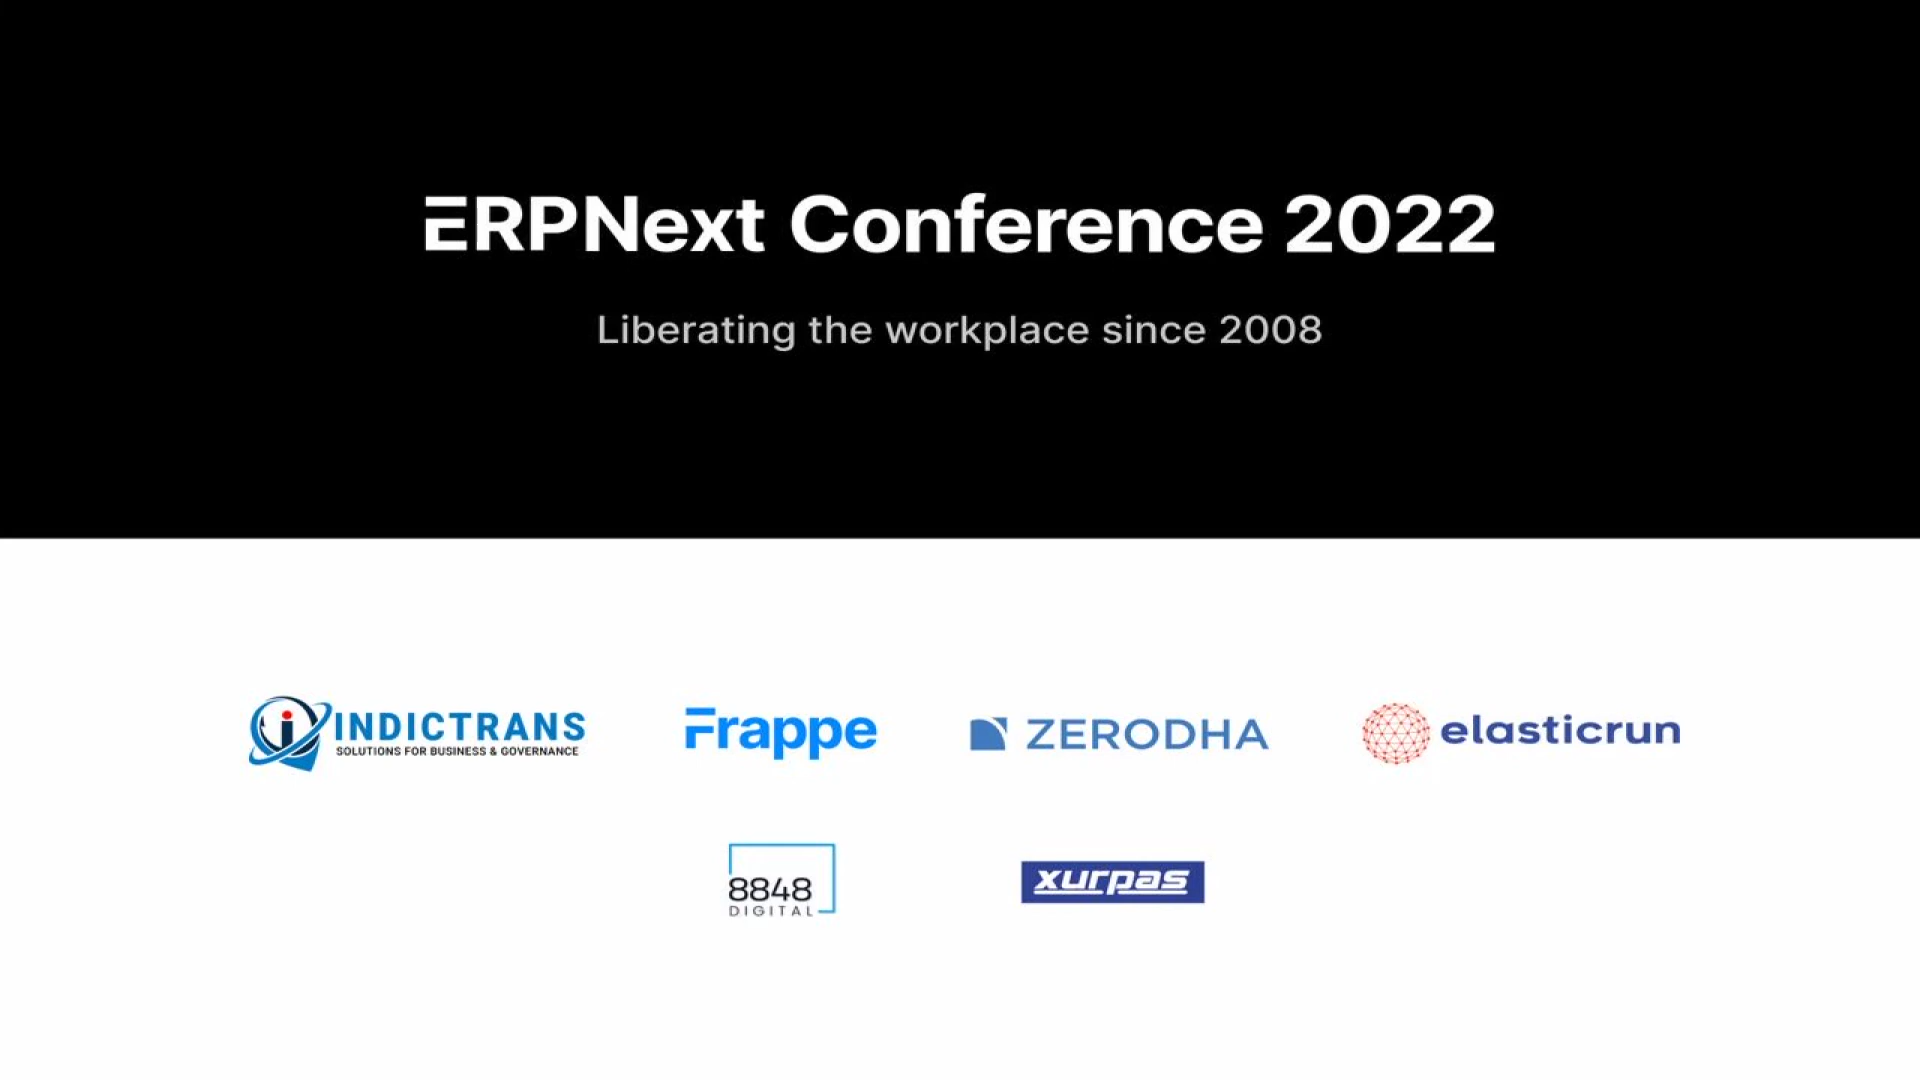 ERPNext Conference 2022
Liberating the workplace since 2008
INDICTRANS
SOLUTIONS FOR BUSINESS & GOVERNANCE
Frappe
ZERODHA
elasticrun
8848
DIGITAL
xurpas